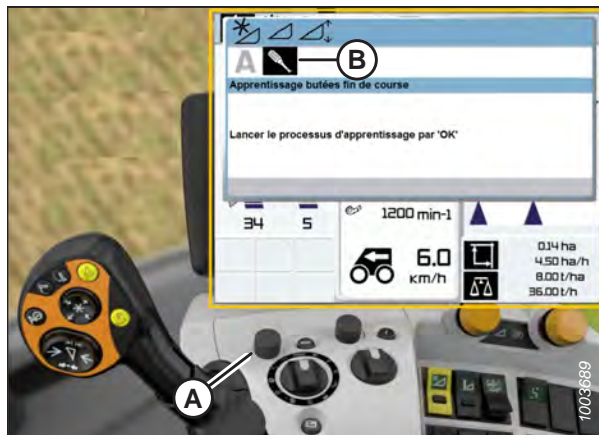 A
B
Apprentissage butées fin de course
Lancer le processus d'apprentissage par 'OK'
34
5
1200 min-1
6.0
km/h
0.14 ha
4.50 ha/h
8.00 t/ha
36.00 t/h
A
1003689